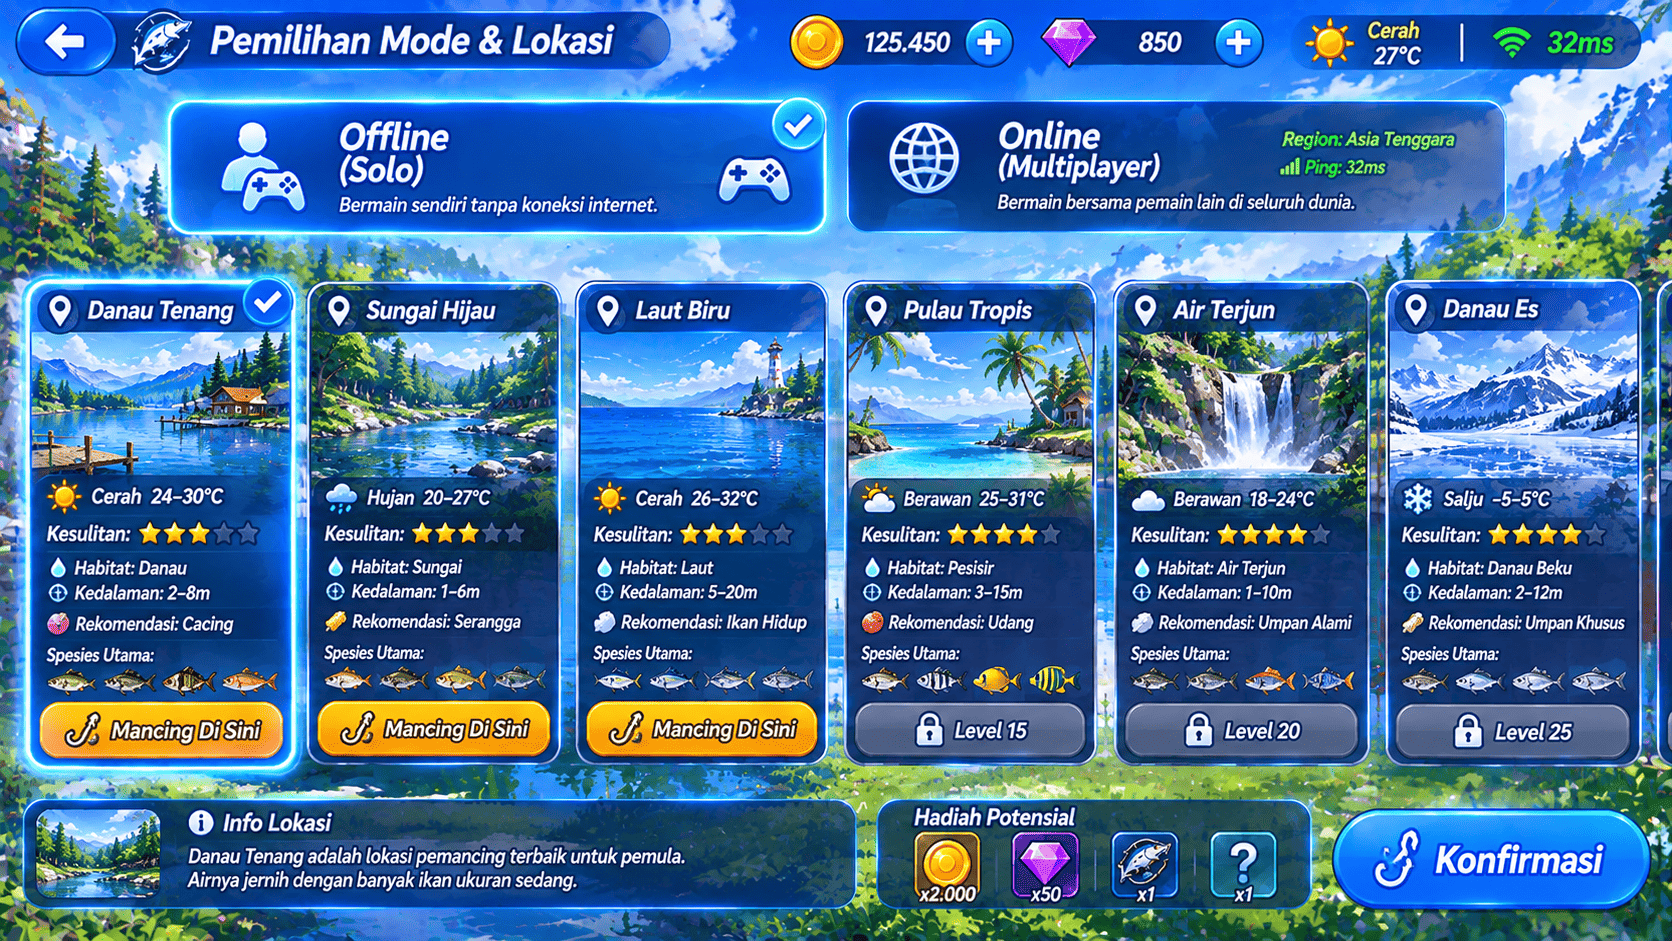 Pemilihan Mode & Lokasi
125.450
850
Cerah
27°C
32ms
Offline
(Solo)
Bermain sendiri tanpa koneksi internet.
Online
(Multiplayer)
Bermain bersama pemain lain di seluruh dunia.
Region: Asia Tenggara
Ping: 32ms
Danau Tenang
Cerah 24-30°C
Kesulitan:
Habitat: Danau
Kedalaman: 2-8m
Rekomendasi: Cacing
Spesies Utama:
Mancing Di Sini
Sungai Hijau
Hujan 20-27°C
Kesulitan:
Habitat: Sungai
Kedalaman: 1-6m
Rekomendasi: Serangga
Spesies Utama:
Mancing Di Sini
Laut Biru
Cerah 26-32°C
Kesulitan:
Habitat: Laut
Kedalaman: 5-20m
Rekomendasi: Ikan Hidup
Spesies Utama:
Mancing Di Sini
Pulau Tropis
Berawan 25-31°C
Kesulitan:
Habitat: Pesisir
Kedalaman: 3-15m
Rekomendasi: Udang
Spesies Utama:
Level 15
Air Terjun
Berawan 18-24°C
Kesulitan:
Habitat: Air Terjun
Kedalaman: 1-10m
Rekomendasi: Umpan Alami
Spesies Utama:
Level 20
Danau Es
Salju -5-5°C
Kesulitan:
Habitat: Danau Beku
Kedalaman: 2-12m
Rekomendasi: Umpan Khusus
Spesies Utama:
Level 25
Info Lokasi
Danau Tenang adalah lokasi pemancing terbaik untuk pemula.
Airnya jernih dengan banyak ikan ukuran sedang.
Hadiah Potensial
x2.000
x50
x1
?
x1
Konfirmasi